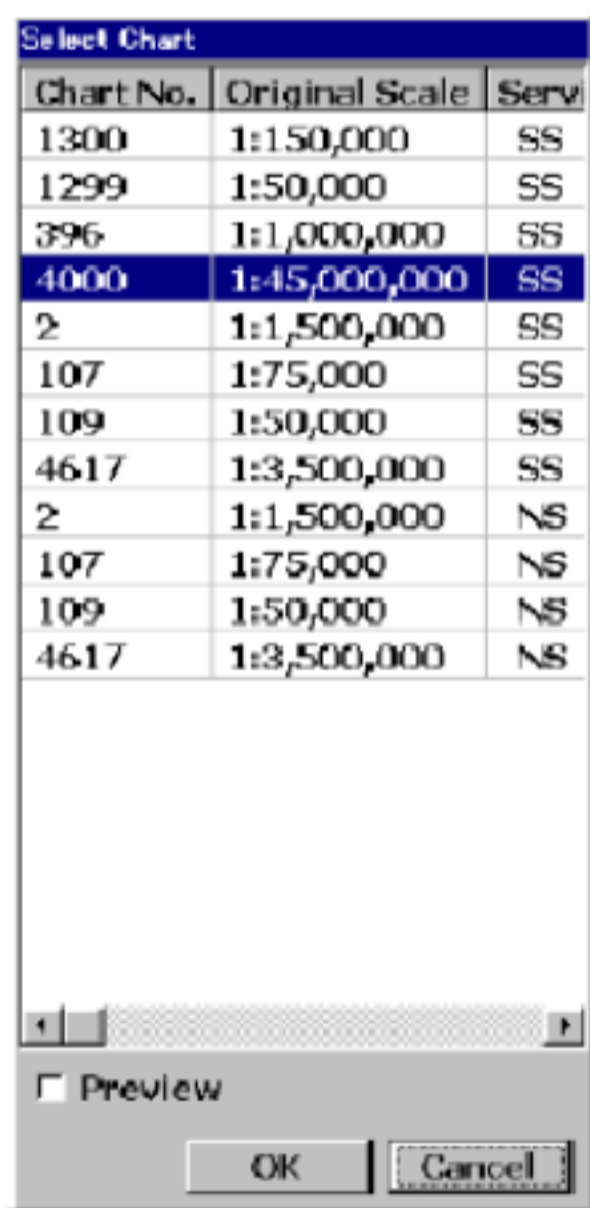 Select Chart
Chart No. Original Scale Servi
1300 1:150,000 SS
1299 1:50,000 SS
396 1:1,000,000 SS
4000 1:45,000,000 SS
2 1:1,500,000 SS
107 1:75,000 SS
109 1:50,000 SS
4617 1:3,500,000 SS
2 1:1,500,000 NS
107 1:75,000 NS
109 1:50,000 NS
4617 1:3,500,000 NS
Preview
OK Cancel